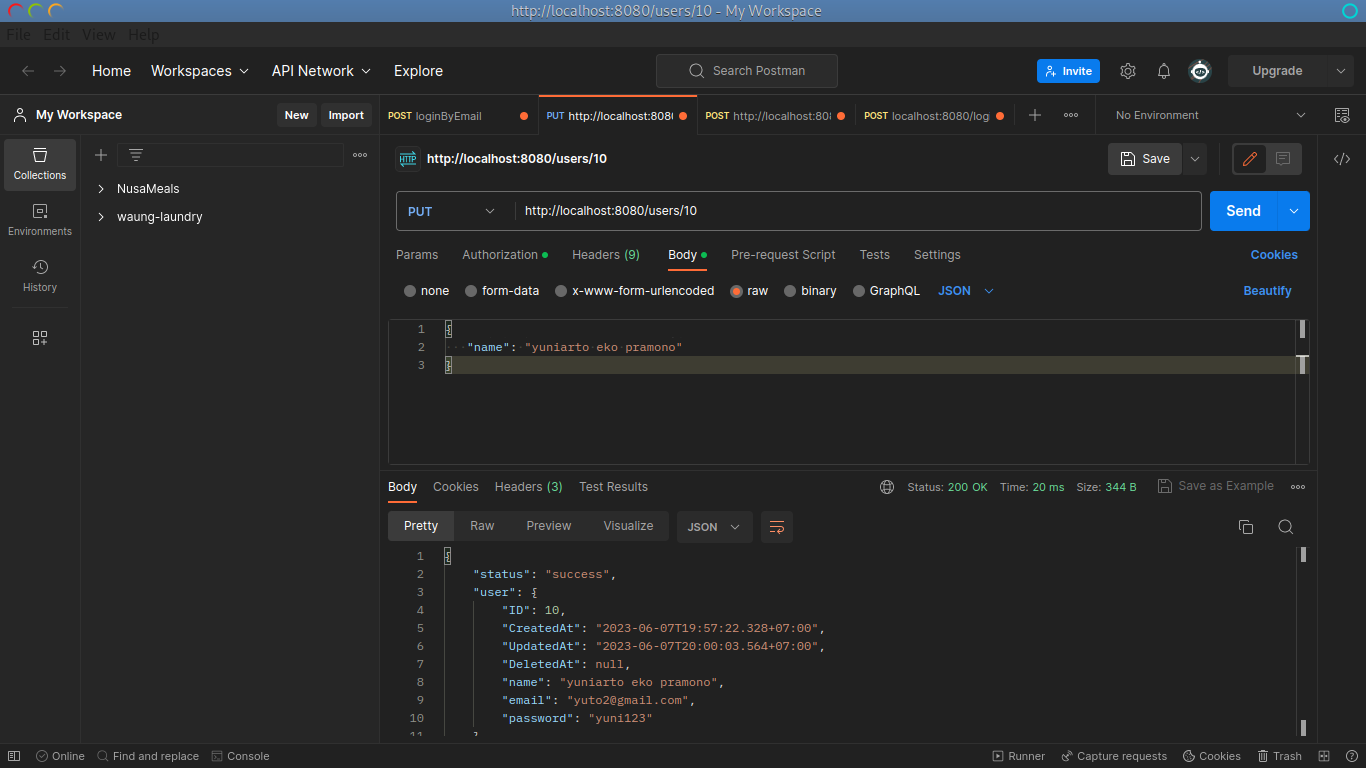 http://localhost:8080/users/10 - My Workspace
File Edit View Help
Home Workspaces API Network Explore Search Postman Invite Upgrade
My Workspace New Import POST loginByEmail PUT http://localhost:808 POST http://localhost:80 POST localhost:8080/log No Environment
Collections
Environments
History
NusaMeals
waung-laundry
HTTP http://localhost:8080/users/10 Save
PUT http://localhost:8080/users/10 Send
Params Authorization Headers (9) Body Pre-request Script Tests Settings Cookies
none form-data x-www-form-urlencoded raw binary GraphQL JSON Beautify
1 {
2 "name": "yuniarto eko pramono"
3 }
Body Cookies Headers (3) Test Results Status: 200 OK Time: 20 ms Size: 344 B Save as Example
Pretty Raw Preview Visualize JSON
1 {
2 "status": "success",
3 "user": {
4 "ID": 10,
5 "CreatedAt": "2023-06-07T19:57:22.328+07:00",
6 "UpdatedAt": "2023-06-07T20:00:03.564+07:00",
7 "DeletedAt": null,
8 "name": "yuniarto eko pramono",
9 "email": "yuto2@gmail.com",
10 "password": "yuni123"
11 }
Online Find and replace Console Runner Capture requests Cookies Trash